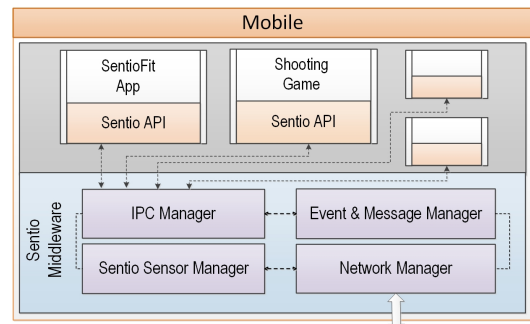 Mobile
SentioFit
App
Sentio API
Shooting
Game
Sentio API
Sentio
Middleware
IPC Manager
Event & Message Manager
Sentio Sensor Manager
Network Manager